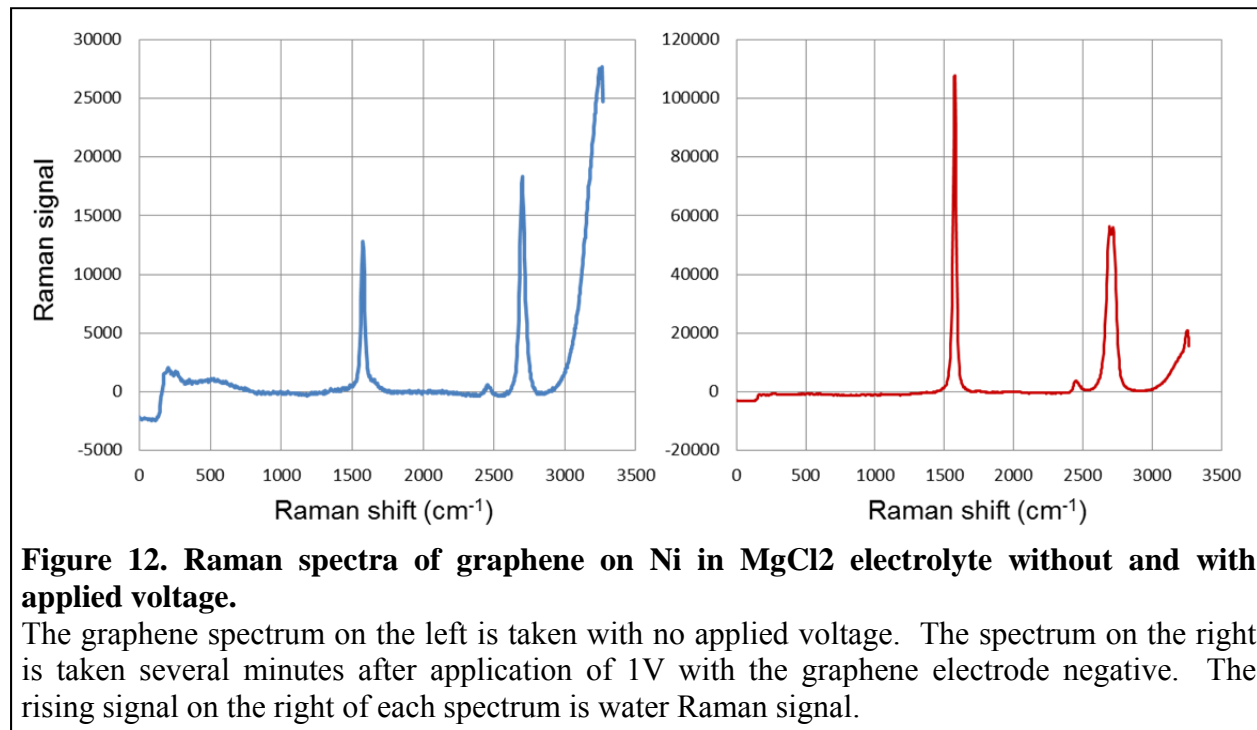 30000
25000
20000
15000
10000
5000
0
-5000
Raman signal
0 500 1000 1500 2000 2500 3000 3500
Raman shift (cm-1)
120000
100000
80000
60000
40000
20000
0
-20000
0 500 1000 1500 2000 2500 3000 3500
Raman shift (cm-1)
Figure 12. Raman spectra of graphene on Ni in MgCl2 electrolyte without and with
applied voltage.
The graphene spectrum on the left is taken with no applied voltage. The spectrum on the right
is taken several minutes after application of 1V with the graphene electrode negative. The
rising signal on the right of each spectrum is water Raman signal.